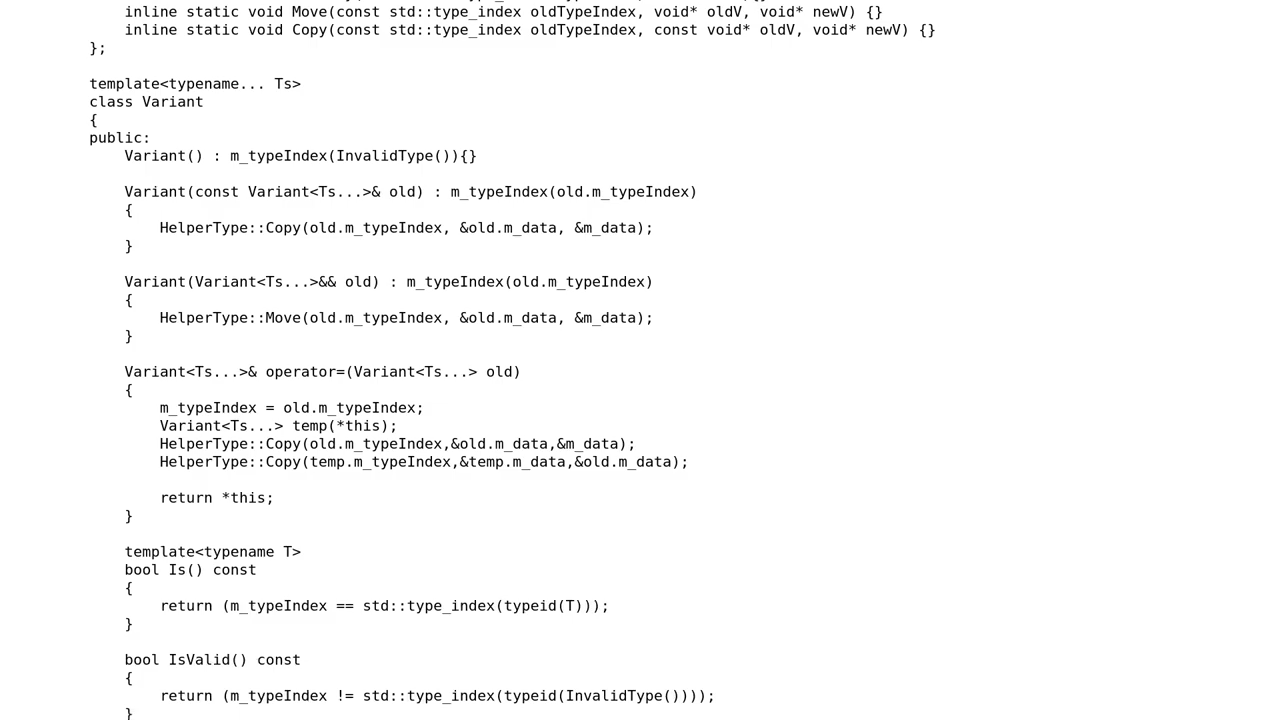 inline static void Move(const std::type_index oldTypeIndex, void* oldV, void* newV) {}
inline static void Copy(const std::type_index oldTypeIndex, const void* oldV, void* newV) {}
};
template<typename... Ts>
class Variant
{
public:
Variant() : m_typeIndex(InvalidType()){}
Variant(const Variant<Ts...>& old) : m_typeIndex(old.m_typeIndex)
{
HelperType::Copy(old.m_typeIndex, &old.m_data, &m_data);
}
Variant(Variant<Ts...>&& old) : m_typeIndex(old.m_typeIndex)
{
HelperType::Move(old.m_typeIndex, &old.m_data, &m_data);
}
Variant<Ts...>& operator=(Variant<Ts...> old)
{
m_typeIndex = old.m_typeIndex;
Variant<Ts...> temp(*this);
HelperType::Copy(old.m_typeIndex,&old.m_data,&m_data);
HelperType::Copy(temp.m_typeIndex,&temp.m_data,&old.m_data);
return *this;
}
template<typename T>
bool Is() const
{
return (m_typeIndex == std::type_index(typeid(T)));
}
bool IsValid() const
{
return (m_typeIndex != std::type_index(typeid(InvalidType())));
}